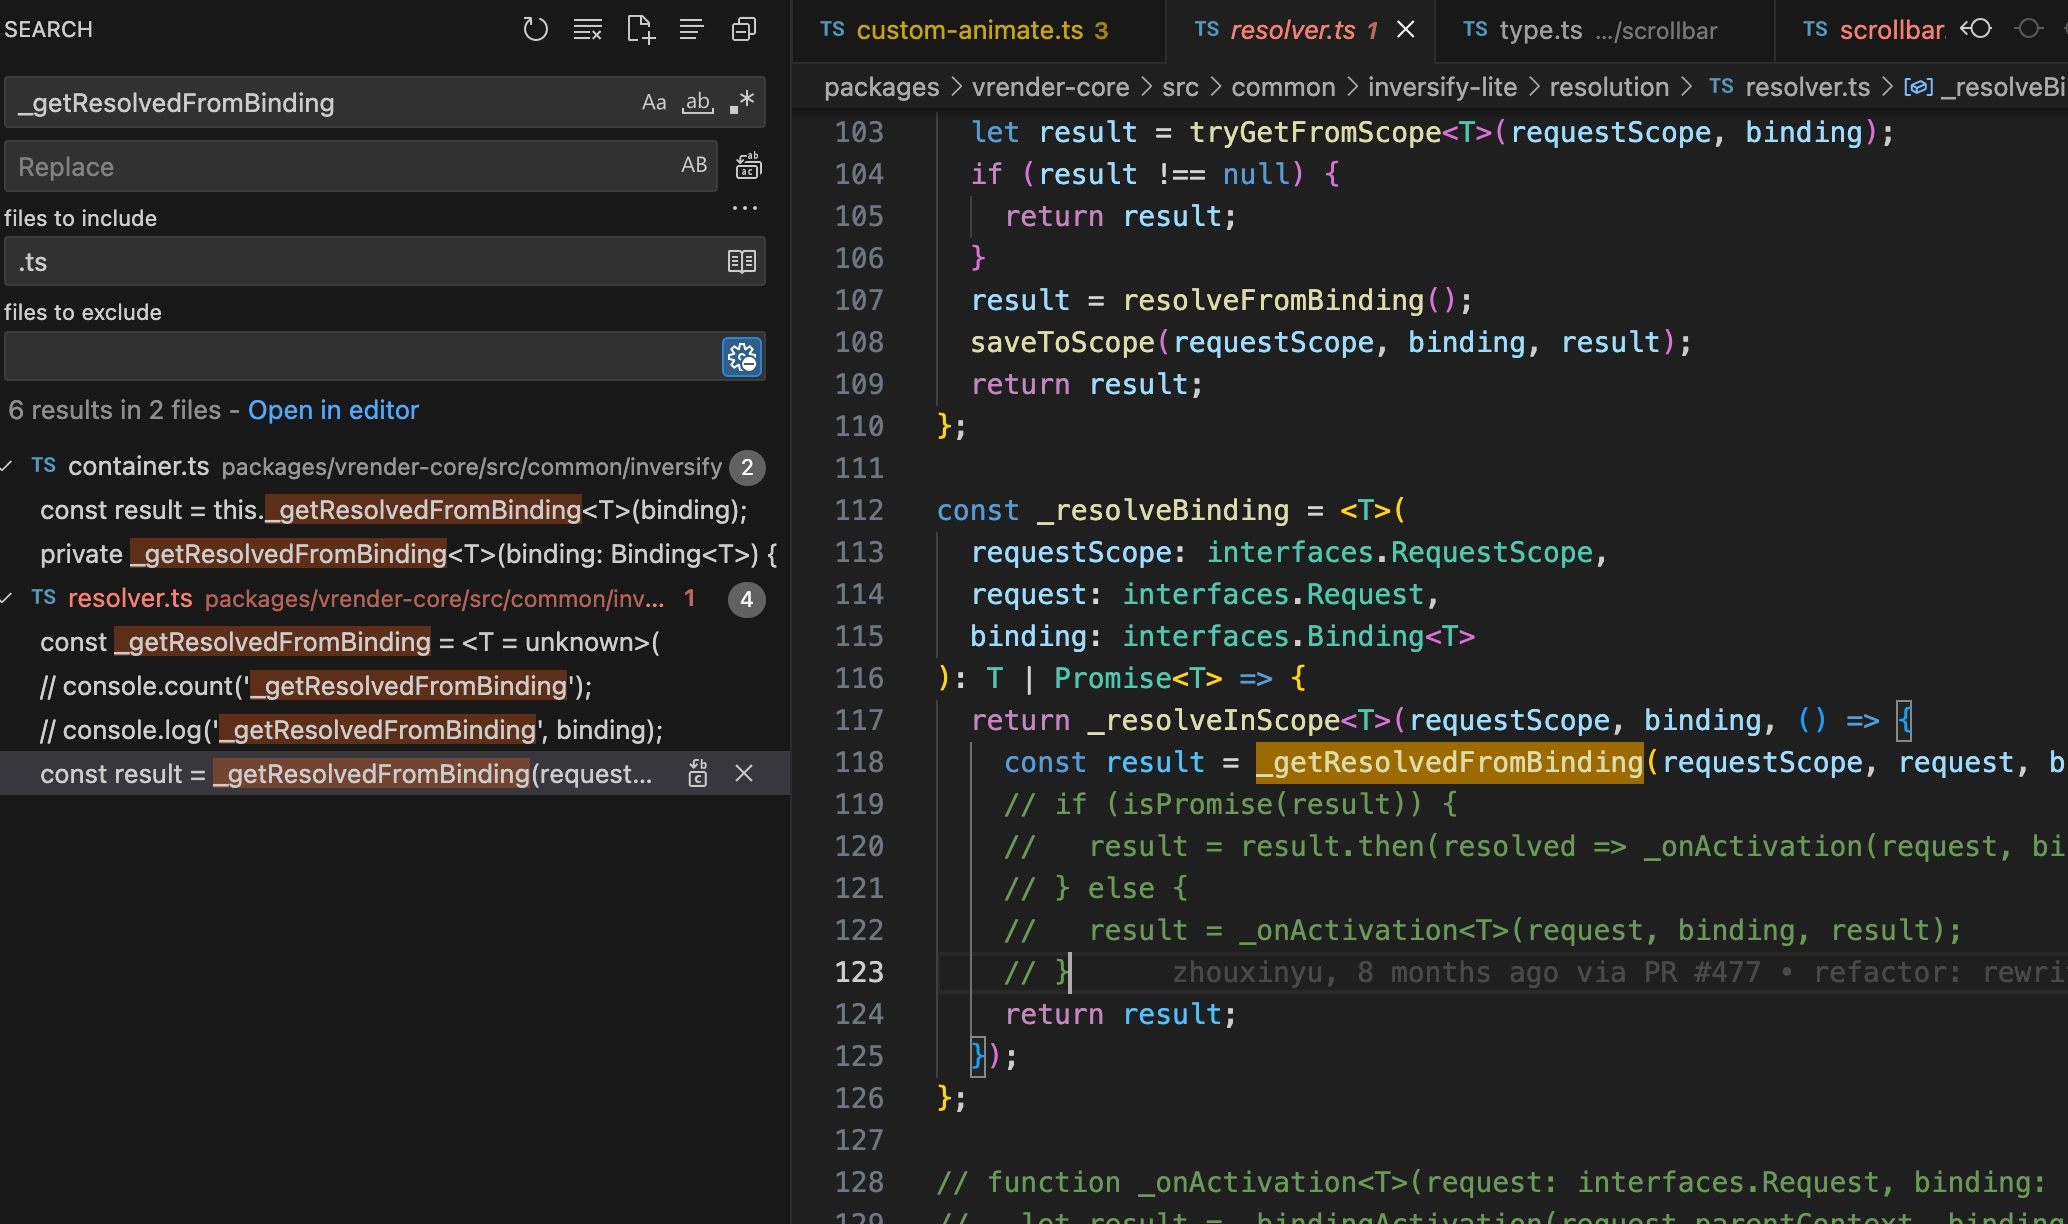 SEARCH
_getResolvedFromBinding
Aa
ab
.*
Replace
AB
files to include
.ts
files to exclude
6 results in 2 files - Open in editor
TS container.ts packages/vrender-core/src/common/inversify 2
const result = this._getResolvedFromBinding<T>(binding);
private _getResolvedFromBinding<T>(binding: Binding<T>) {
TS resolver.ts packages/vrender-core/src/common/inv... 1 4
const _getResolvedFromBinding = <T = unknown>(
// console.count('_getResolvedFromBinding');
// console.log('_getResolvedFromBinding', binding);
const result = _getResolvedFromBinding(request...
TS custom-animate.ts 3
TS resolver.ts 1
TS type.ts .../scrollbar
TS scrollbar
packages > vrender-core > src > common > inversify-lite > resolution > TS resolver.ts > _resolveBi
103 let result = tryGetFromScope<T>(requestScope, binding);
104 if (result !== null) {
105 return result;
106 }
107 result = resolveFromBinding();
108 saveToScope(requestScope, binding, result);
109 return result;
110 };
111
112 const _resolveBinding = <T>(
113 requestScope: interfaces.RequestScope,
114 request: interfaces.Request,
115 binding: interfaces.Binding<T>
116 ): T | Promise<T> => {
117 return _resolveInScope<T>(requestScope, binding, () => {
118 const result = _getResolvedFromBinding(requestScope, request, b
119 // if (isPromise(result)) {
120 //   result = result.then(resolved => _onActivation(request, bi
121 // } else {
122 //   result = _onActivation<T>(request, binding, result);
123 // } zhouxinyu, 8 months ago via PR #477 • refactor: rewri
124 return result;
125 });
126 };
127
128 // function _onActivation<T>(request: interfaces.Request, binding:
129 //   let result = _bindingActivation(request.parentContext, binding